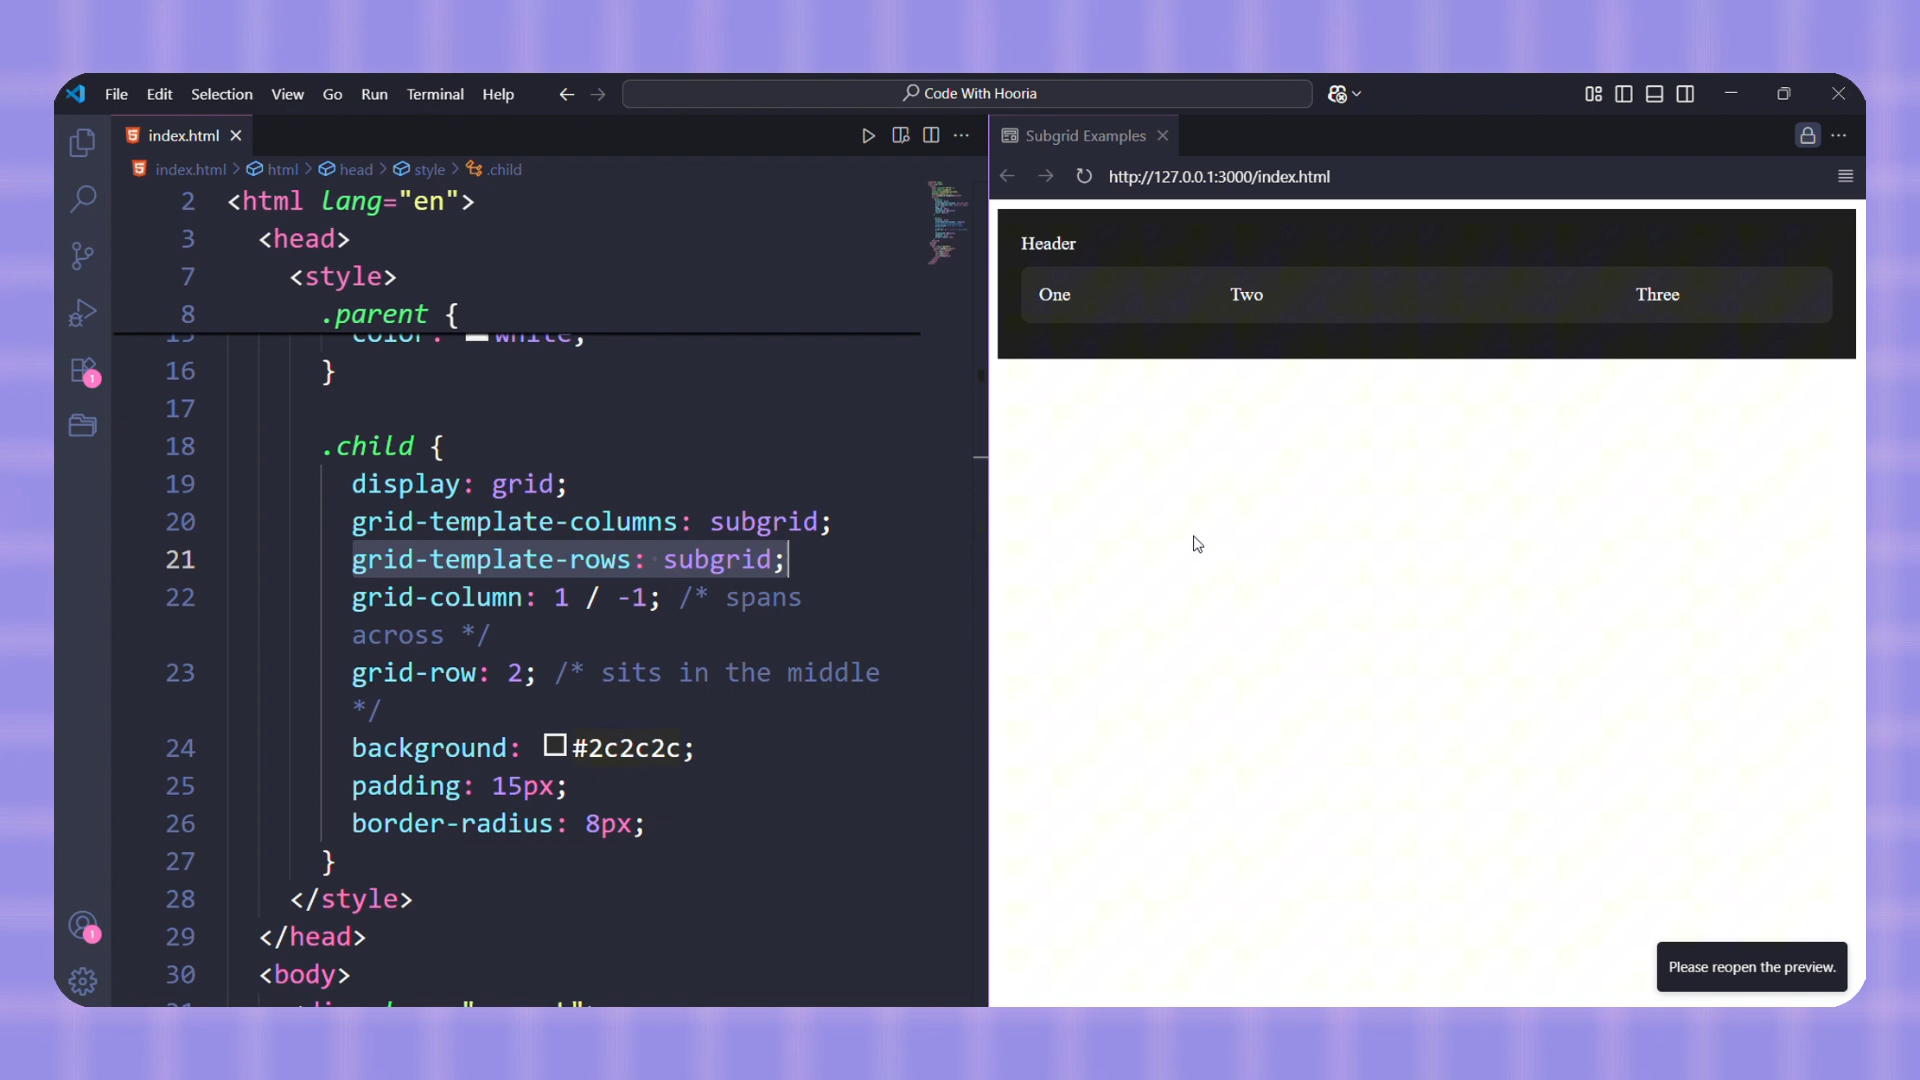 File Edit Selection View Go Run Terminal Help
Code With Hooria
index.html
Subgrid Examples
index.html > html > head > style > .child
http://127.0.0.1:3000/index.html
2 <html lang="en">
3 <head>
7 <style>
8 .parent {
15 color: white;
16 }
17
18 .child {
19 display: grid;
20 grid-template-columns: subgrid;
21 grid-template-rows: subgrid;
22 grid-column: 1 / -1; /* spans
across */
23 grid-row: 2; /* sits in the middle
*/
24 background: #2c2c2c;
25 padding: 15px;
26 border-radius: 8px;
27 }
28 </style>
29 </head>
30 <body>
1
1
Header
One Two Three
Please reopen the preview.